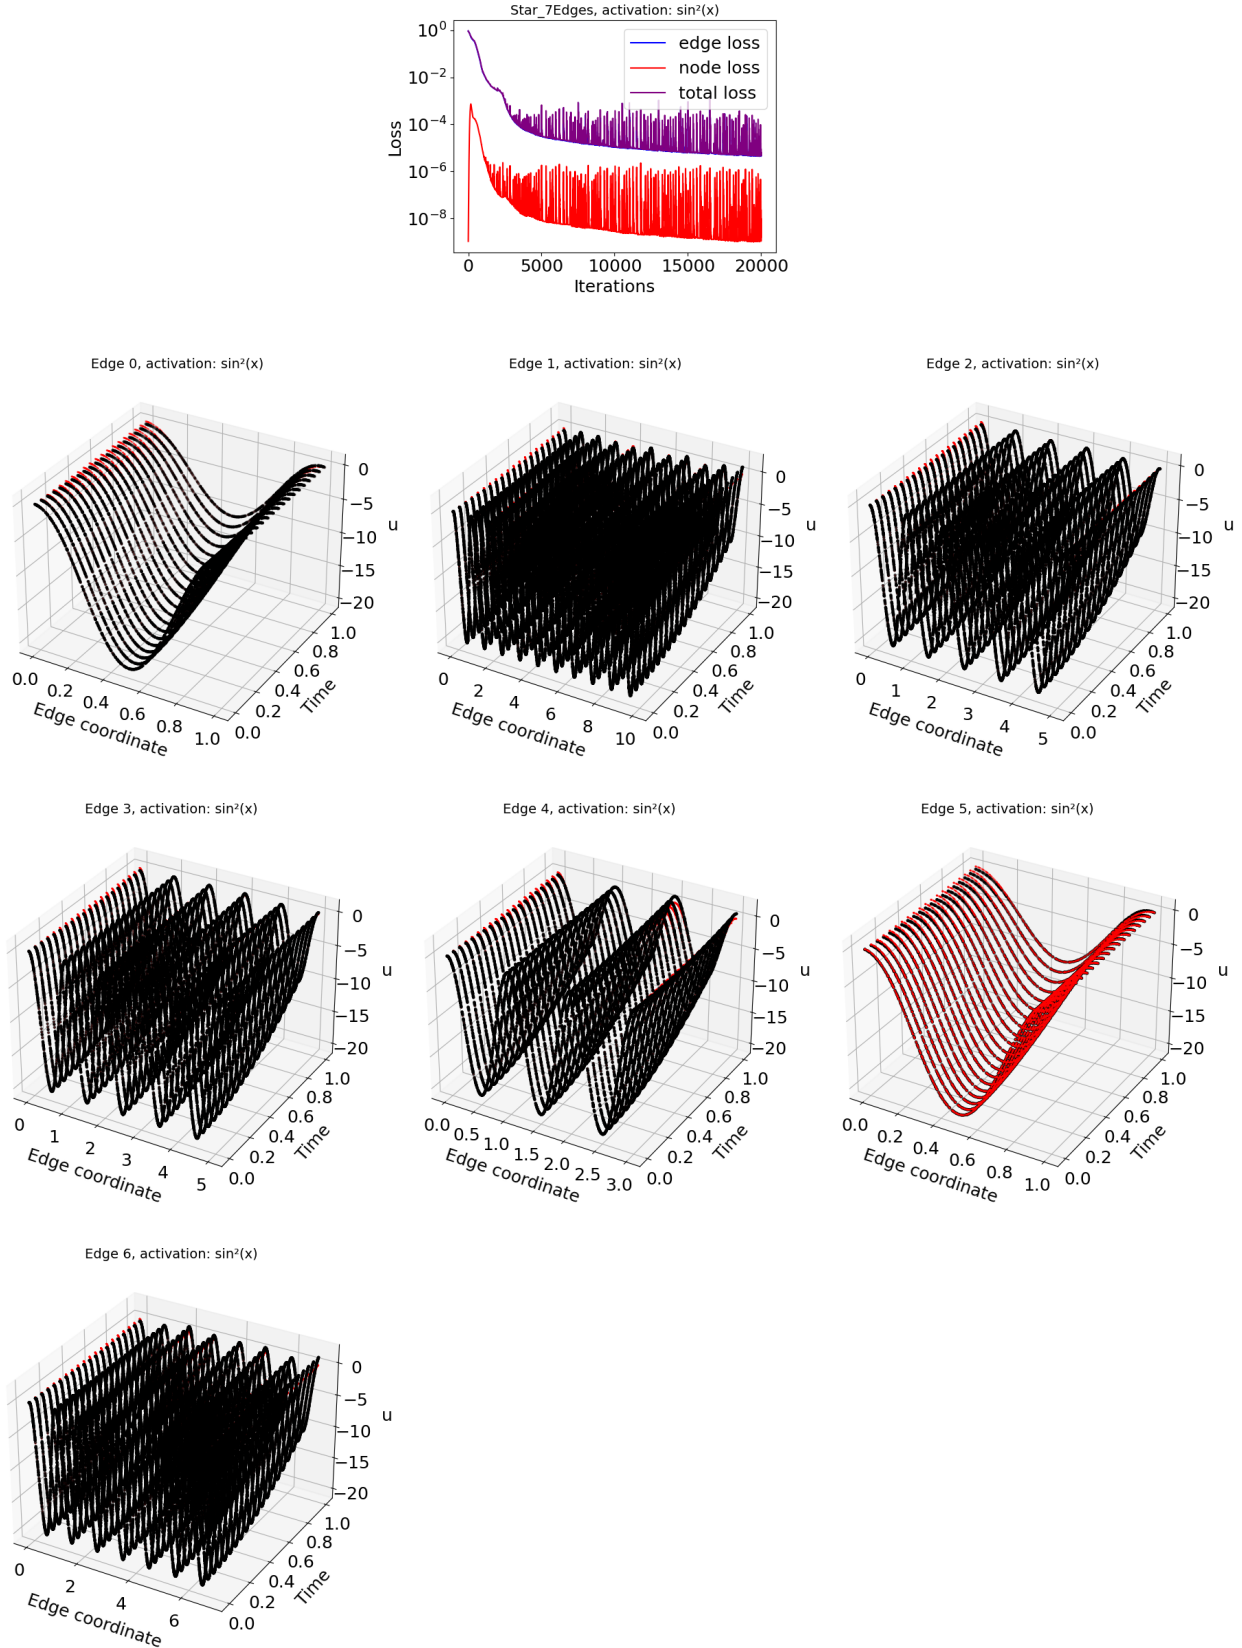 Star_7Edges, activation: sin²(x)
10⁰
10⁻²
10⁻⁴
10⁻⁶
10⁻⁸
Loss
edge loss
node loss
total loss
0 5000 10000 15000 20000
Iterations
Edge 0, activation: sin²(x)
0
−5
−10
−15
−20
u
0.0 0.2 0.4 0.6 0.8 1.0
Edge coordinate
0.0 0.2 0.4 0.6 0.8 1.0
Time
Edge 1, activation: sin²(x)
0
−5
−10
−15
−20
u
0 2 4 6 8 10
Edge coordinate
0.0 0.2 0.4 0.6 0.8 1.0
Time
Edge 2, activation: sin²(x)
0
−5
−10
−15
−20
u
0 1 2 3 4 5
Edge coordinate
0.0 0.2 0.4 0.6 0.8 1.0
Time
Edge 3, activation: sin²(x)
0
−5
−10
−15
−20
u
0 1 2 3 4 5
Edge coordinate
0.0 0.2 0.4 0.6 0.8 1.0
Time
Edge 4, activation: sin²(x)
0
−5
−10
−15
−20
u
0.0 0.5 1.0 1.5 2.0 2.5 3.0
Edge coordinate
0.0 0.2 0.4 0.6 0.8 1.0
Time
Edge 5, activation: sin²(x)
0
−5
−10
−15
−20
u
0.0 0.2 0.4 0.6 0.8 1.0
Edge coordinate
0.0 0.2 0.4 0.6 0.8 1.0
Time
Edge 6, activation: sin²(x)
0
−5
−10
−15
−20
u
0 2 4 6
Edge coordinate
0.0 0.2 0.4 0.6 0.8 1.0
Time